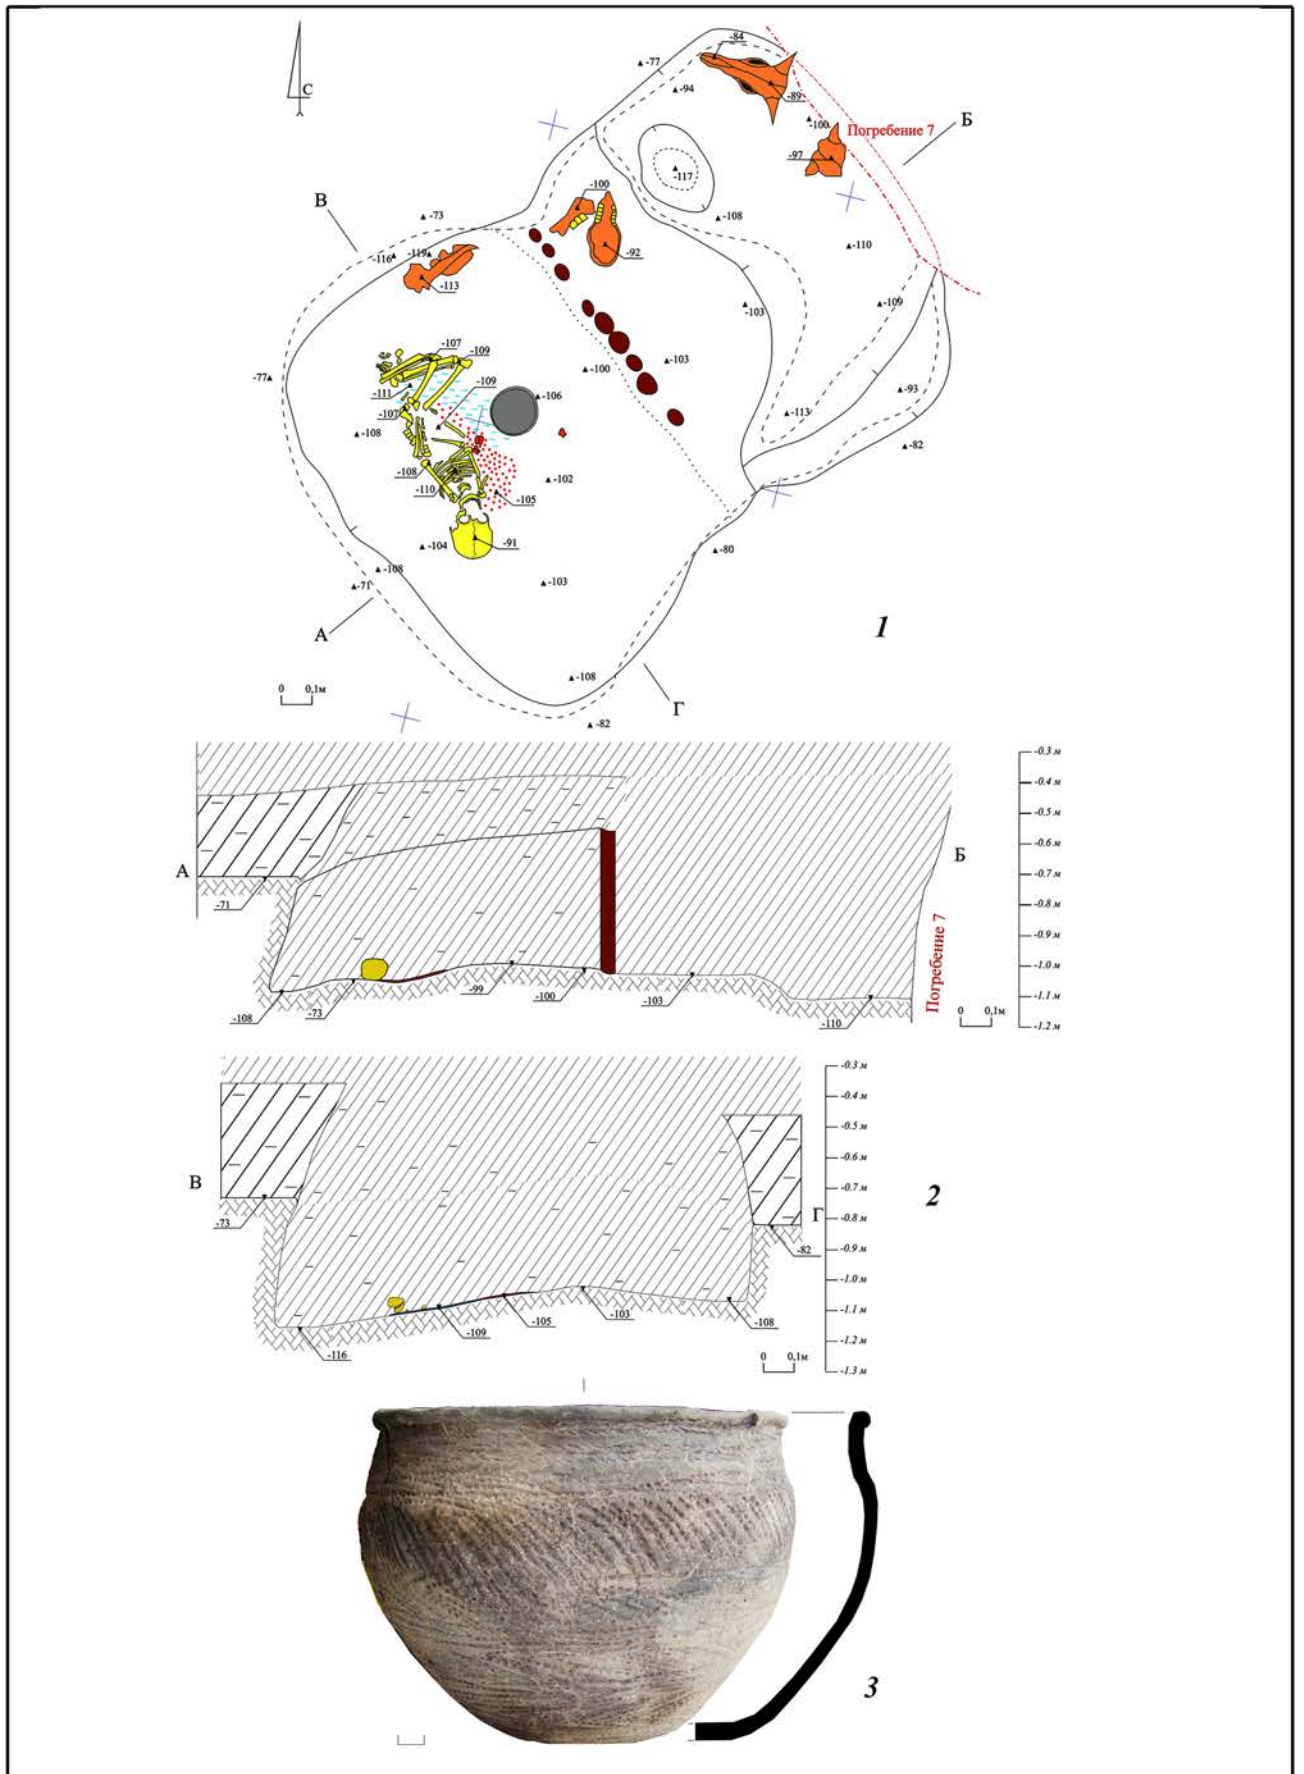 С
-84
-77
-94
-89
-100
Погребение 7
Б
-97
-117
-100
В
-73
-108
-116
-119
-92
-110
-113
-103
-109
-107
-109
-103
-77
-100
-109
-111
-106
-93
-107
-113
-108
-82
-108
-102
-110
-105
-104
-91
-80
-108
-103
-71
А
1
-108
0 0,1м
Г
-82
-0.3 м
-0.4 м
-0.5 м
-0.6 м
Б
А
-0.7 м
-71
-0.8 м
-0.9 м
Погребение 7
-1.0 м
-99
-100
-103
-1.1 м
-108
-73
-110
0 0,1м
-1.2 м
-0.3 м
-0.4 м
-0.5 м
-0.6 м
В
-0.7 м
2
-73
Г
-0.8 м
-82
-0.9 м
-1.0 м
-103
-1.1 м
-109
-105
-108
-1.2 м
-116
0 0,1м
-1.3 м
3